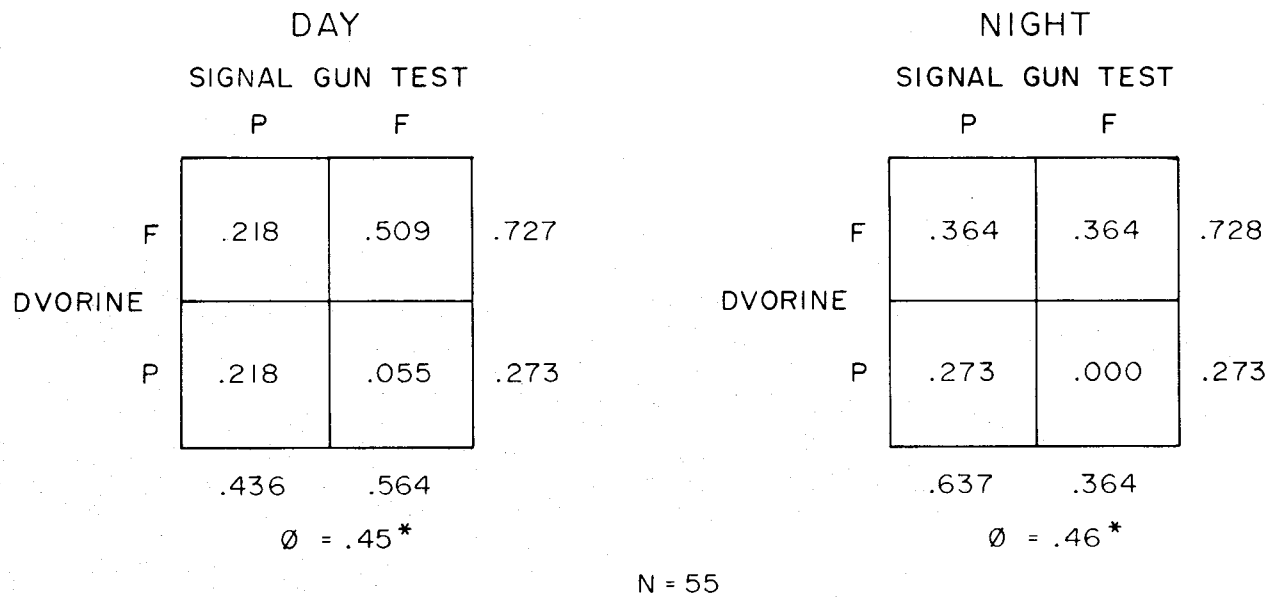 DAY
SIGNAL GUN TEST
P F
F .218 .509 .727
DVORINE
P .218 .055 .273
.436 .564
Ø = .45*
NIGHT
SIGNAL GUN TEST
P F
F .364 .364 .728
DVORINE
P .273 .000 .273
.637 .364
Ø = .46*
N = 55